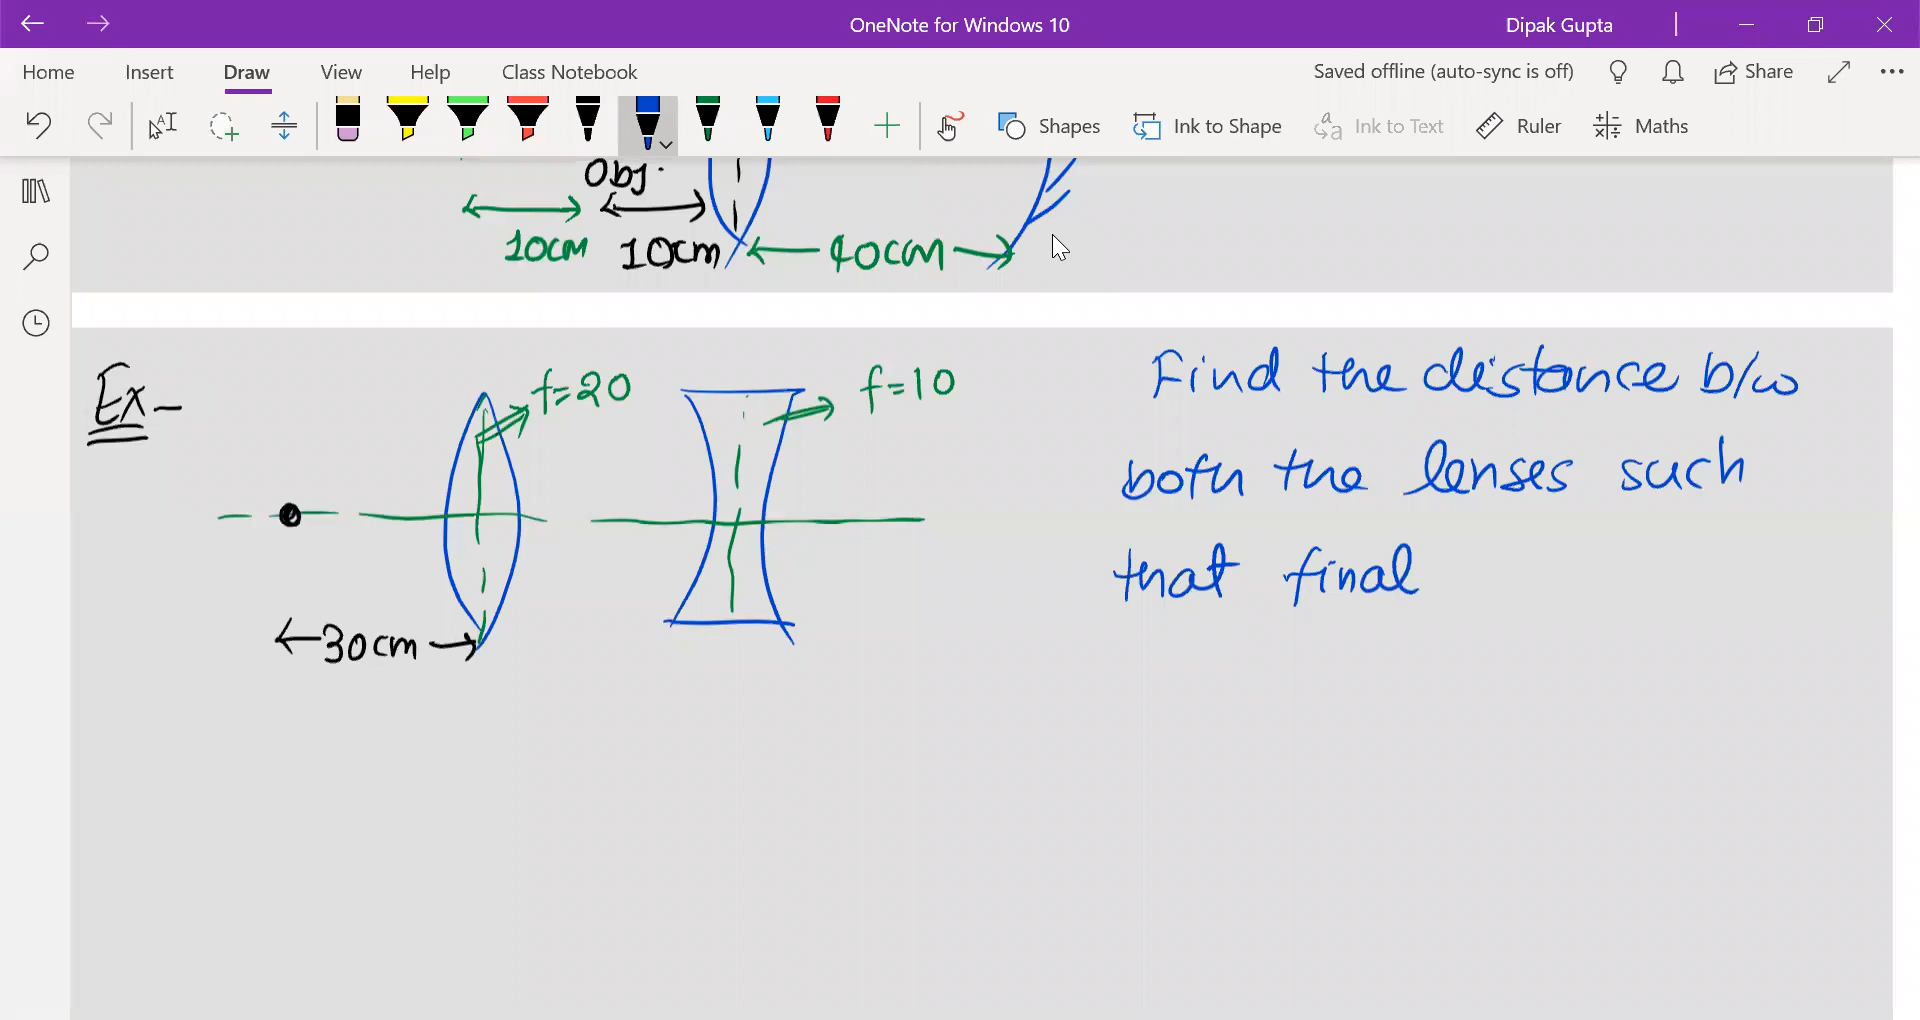 OneNote for Windows 10
Dipak Gupta
Home Insert Draw View Help Class Notebook
Saved offline (auto-sync is off) Share
Shapes Ink to Shape Ink to Text Ruler Maths
Obj.
10cm 10cm 40cm
Ex-
f=20
f=10
30cm
Find the distance b/w
both the lenses such
that final